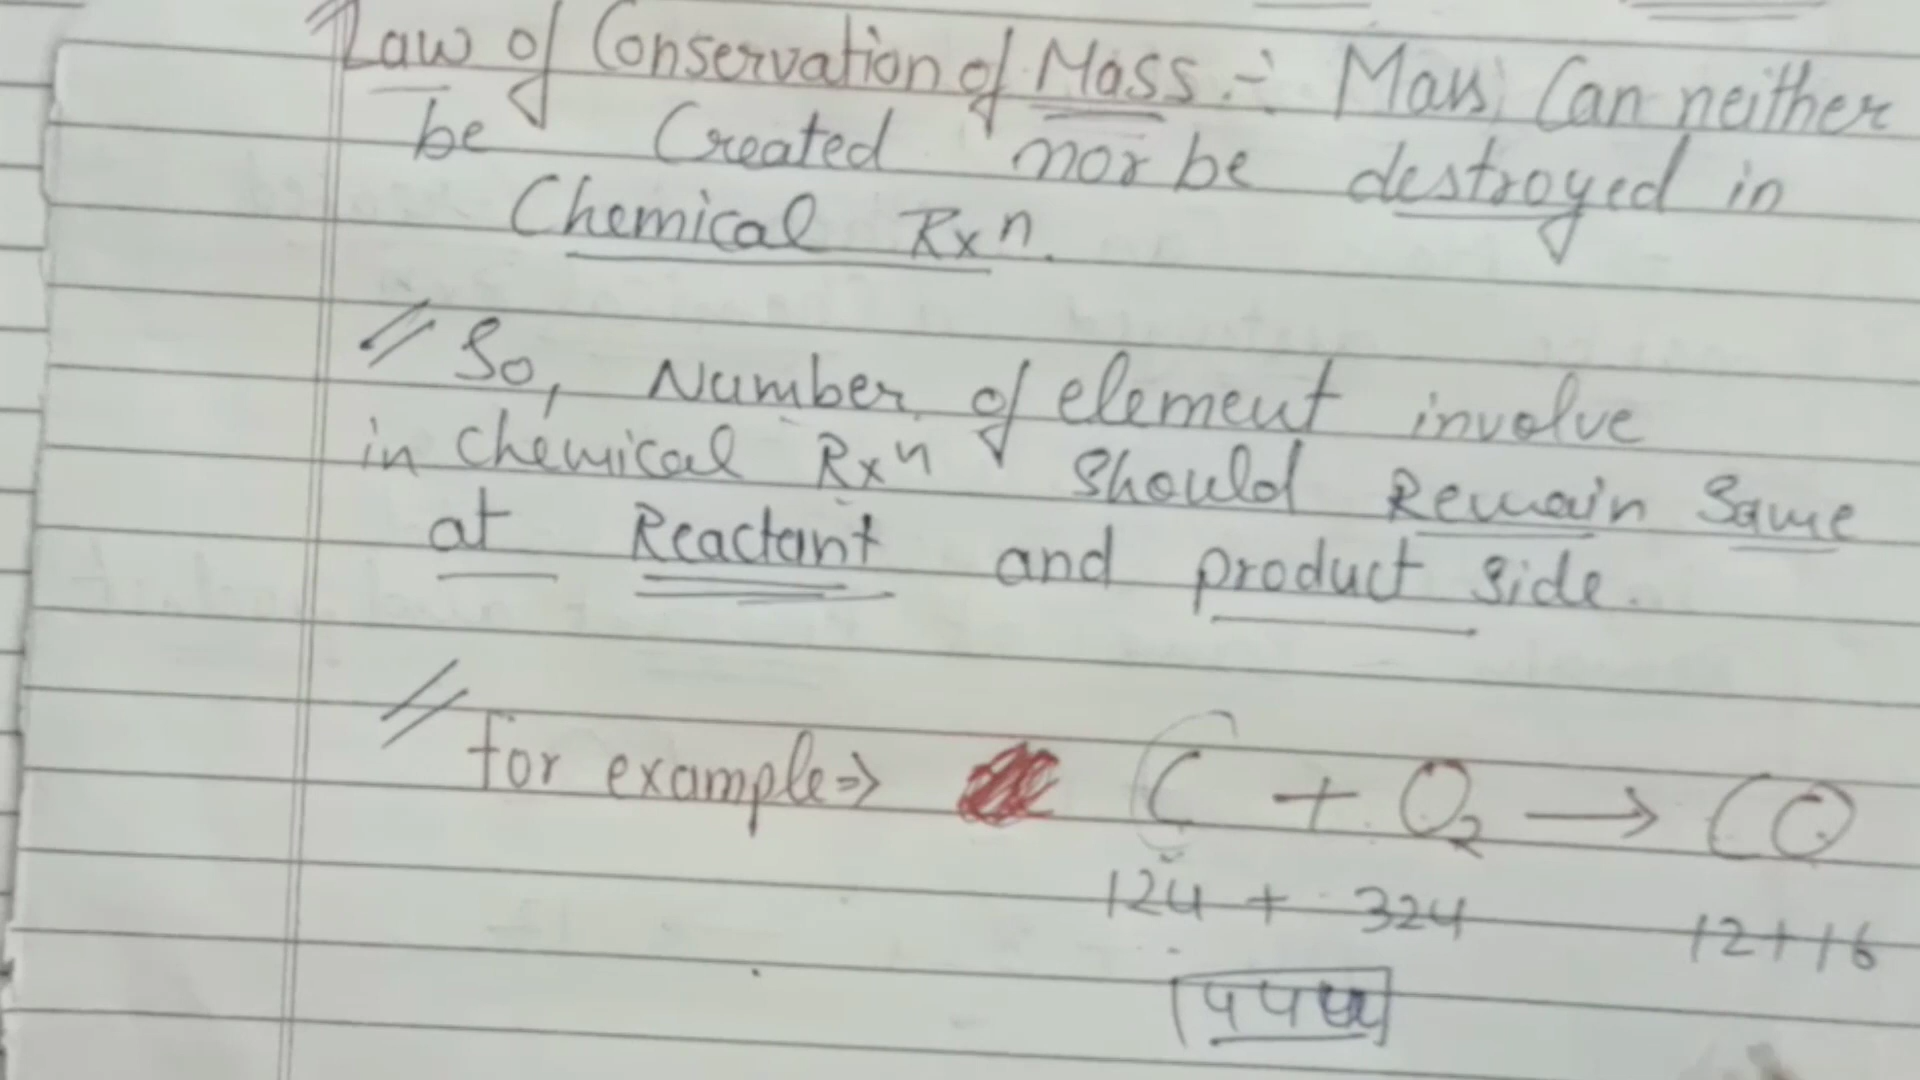 Law of Conservation of Mass :- Mass Can neither
be Created nor be destroyed in
Chemical Rxn.
So, Number of element involve
in chemical Rxn should Remain Same
at Reactant and product side.
for example⇒ C + O2 → CO
12u + 32u 12+16
44u